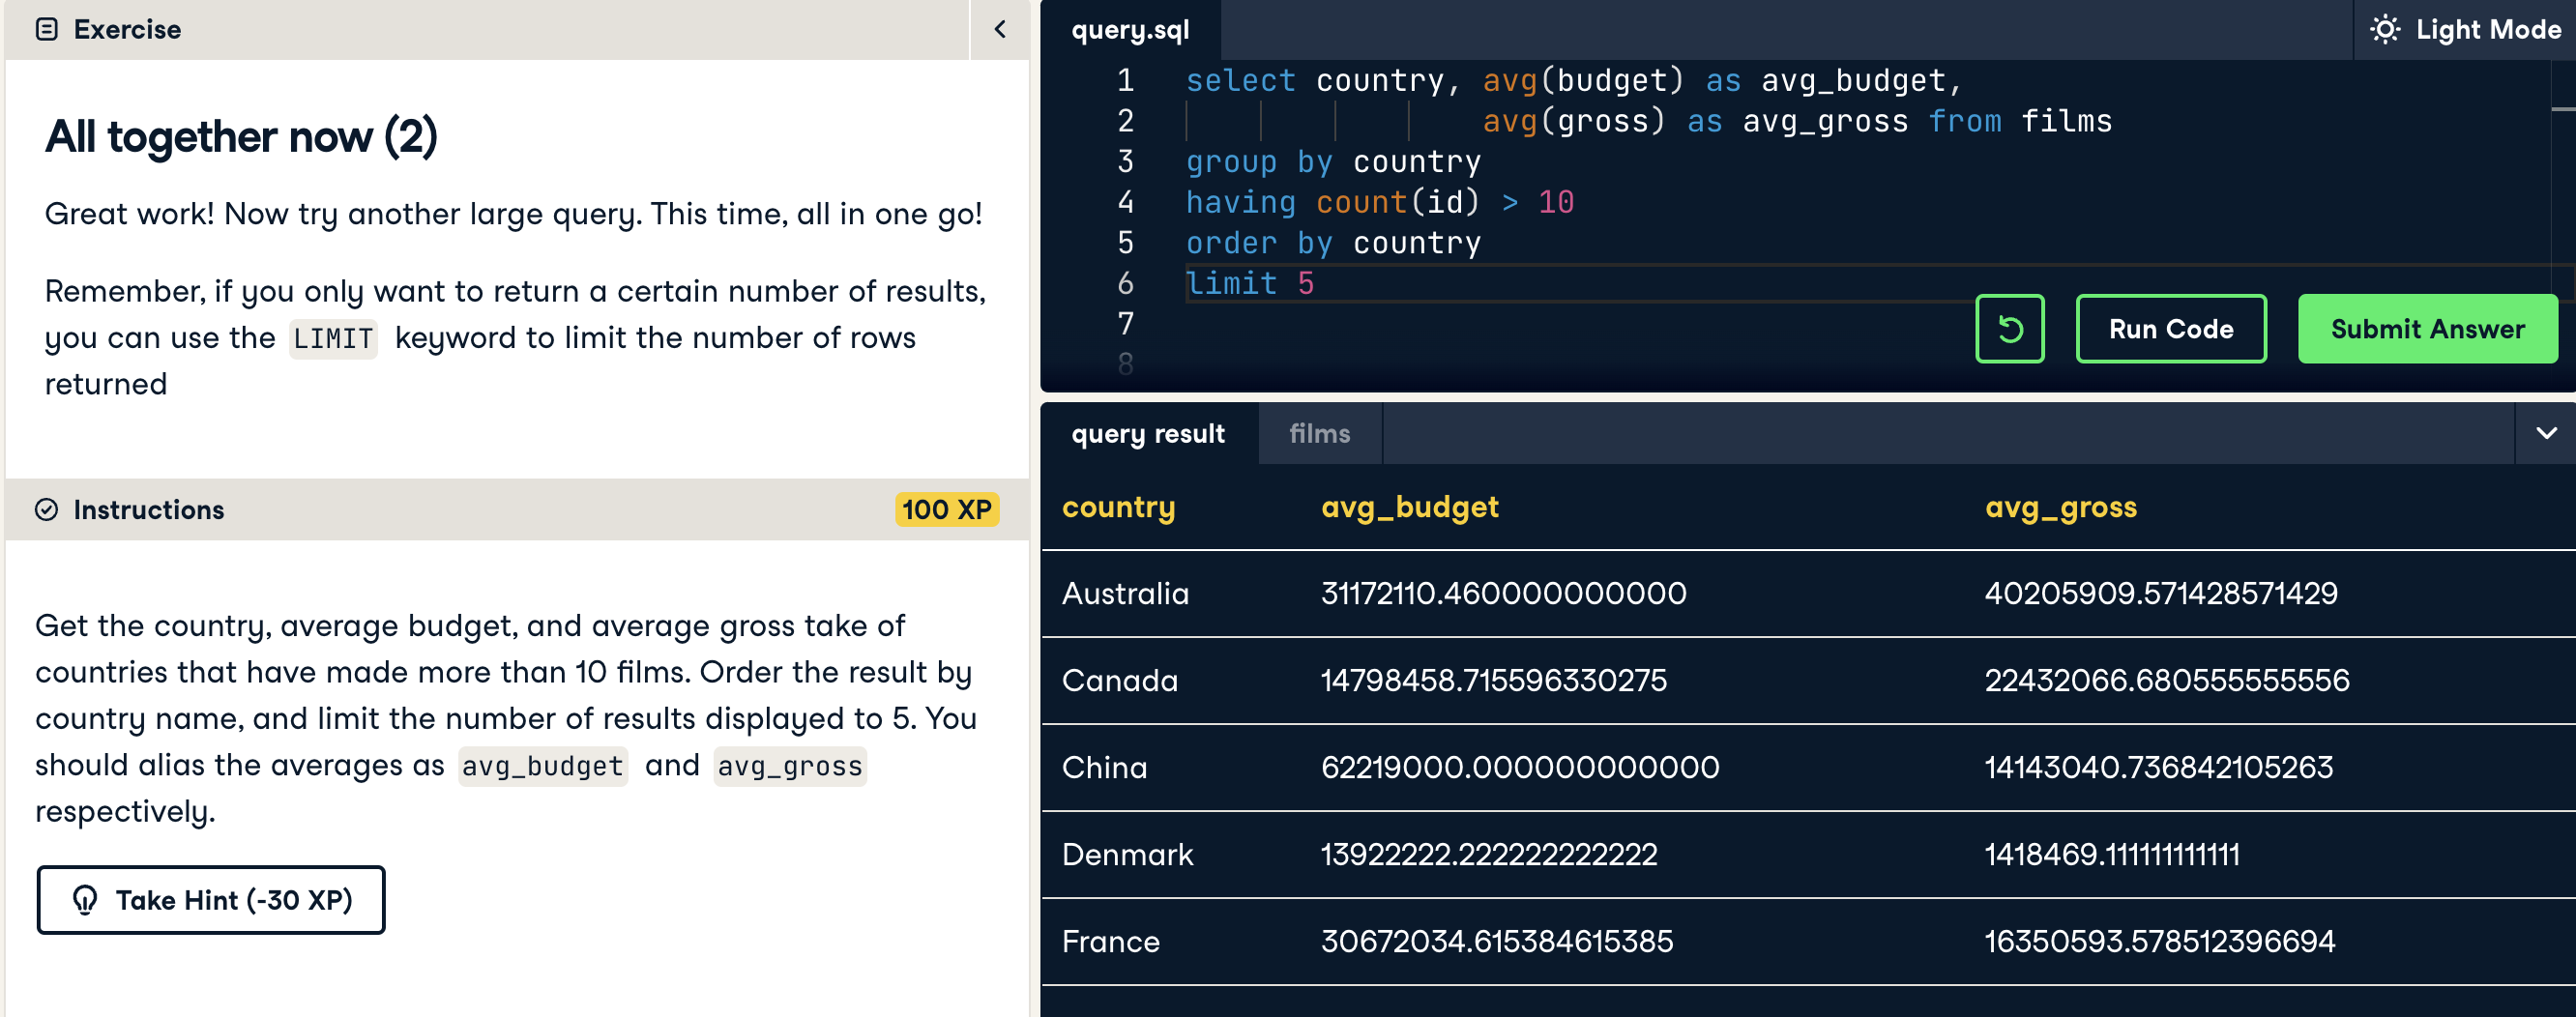 Exercise
All together now (2)
Great work! Now try another large query. This time, all in one go!
Remember, if you only want to return a certain number of results,
you can use the LIMIT keyword to limit the number of rows
returned
Instructions
100 XP
Get the country, average budget, and average gross take of
countries that have made more than 10 films. Order the result by
country name, and limit the number of results displayed to 5. You
should alias the averages as avg_budget and avg_gross
respectively.
Take Hint (-30 XP)
query.sql
Light Mode
1 select country, avg(budget) as avg_budget,
2 avg(gross) as avg_gross from films
3 group by country
4 having count(id) > 10
5 order by country
6 limit 5
7
8
Run Code
Submit Answer
query result films
country avg_budget avg_gross
Australia 31172110.460000000000 40205909.571428571429
Canada 14798458.715596330275 22432066.680555555556
China 62219000.000000000000 14143040.736842105263
Denmark 13922222.222222222222 1418469.111111111111
France 30672034.615384615385 16350593.578512396694